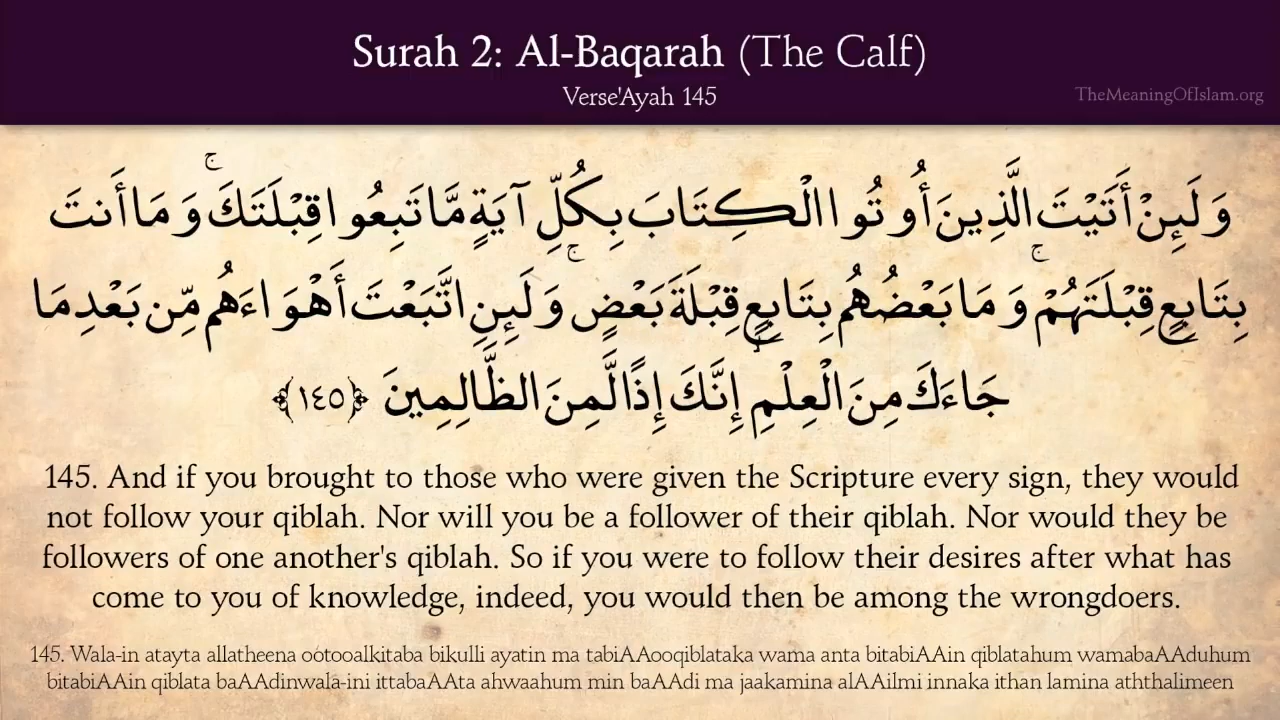 Surah 2: Al-Baqarah (The Calf)
Verse'Ayah 145
TheMeaningOfIslam.org
وَلَئِنْ أَتَيْتَ الَّذِينَ أُوتُوا الْكِتَابَ بِكُلِّ آيَةٍ مَّا تَبِعُوا قِبْلَتَكَ ۚ وَمَا أَنتَ
بِتَابِعٍ قِبْلَتَهُمْ ۚ وَمَا بَعْضُهُم بِتَابِعٍ قِبْلَةَ بَعْضٍ ۚ وَلَئِنِ اتَّبَعْتَ أَهْوَاءَهُم مِّن بَعْدِ مَا
جَاءَكَ مِنَ الْعِلْمِ إِنَّكَ إِذًا لَّمِنَ الظَّالِمِينَ ﴿١٤٥﴾
145. And if you brought to those who were given the Scripture every sign, they would
not follow your qiblah. Nor will you be a follower of their qiblah. Nor would they be
followers of one another's qiblah. So if you were to follow their desires after what has
come to you of knowledge, indeed, you would then be among the wrongdoers.
145. Wala-in atayta allatheena ootooalkitaba bikulli ayatin ma tabiAAooqiblataka wama anta bitabiAAin qiblatahum wamabaAAduhum
bitabiAAin qiblata baAAdinwala-ini ittabaAAta ahwaahum min baAAdi ma jaakamina alAAilmi innaka ithan lamina aththalimeen